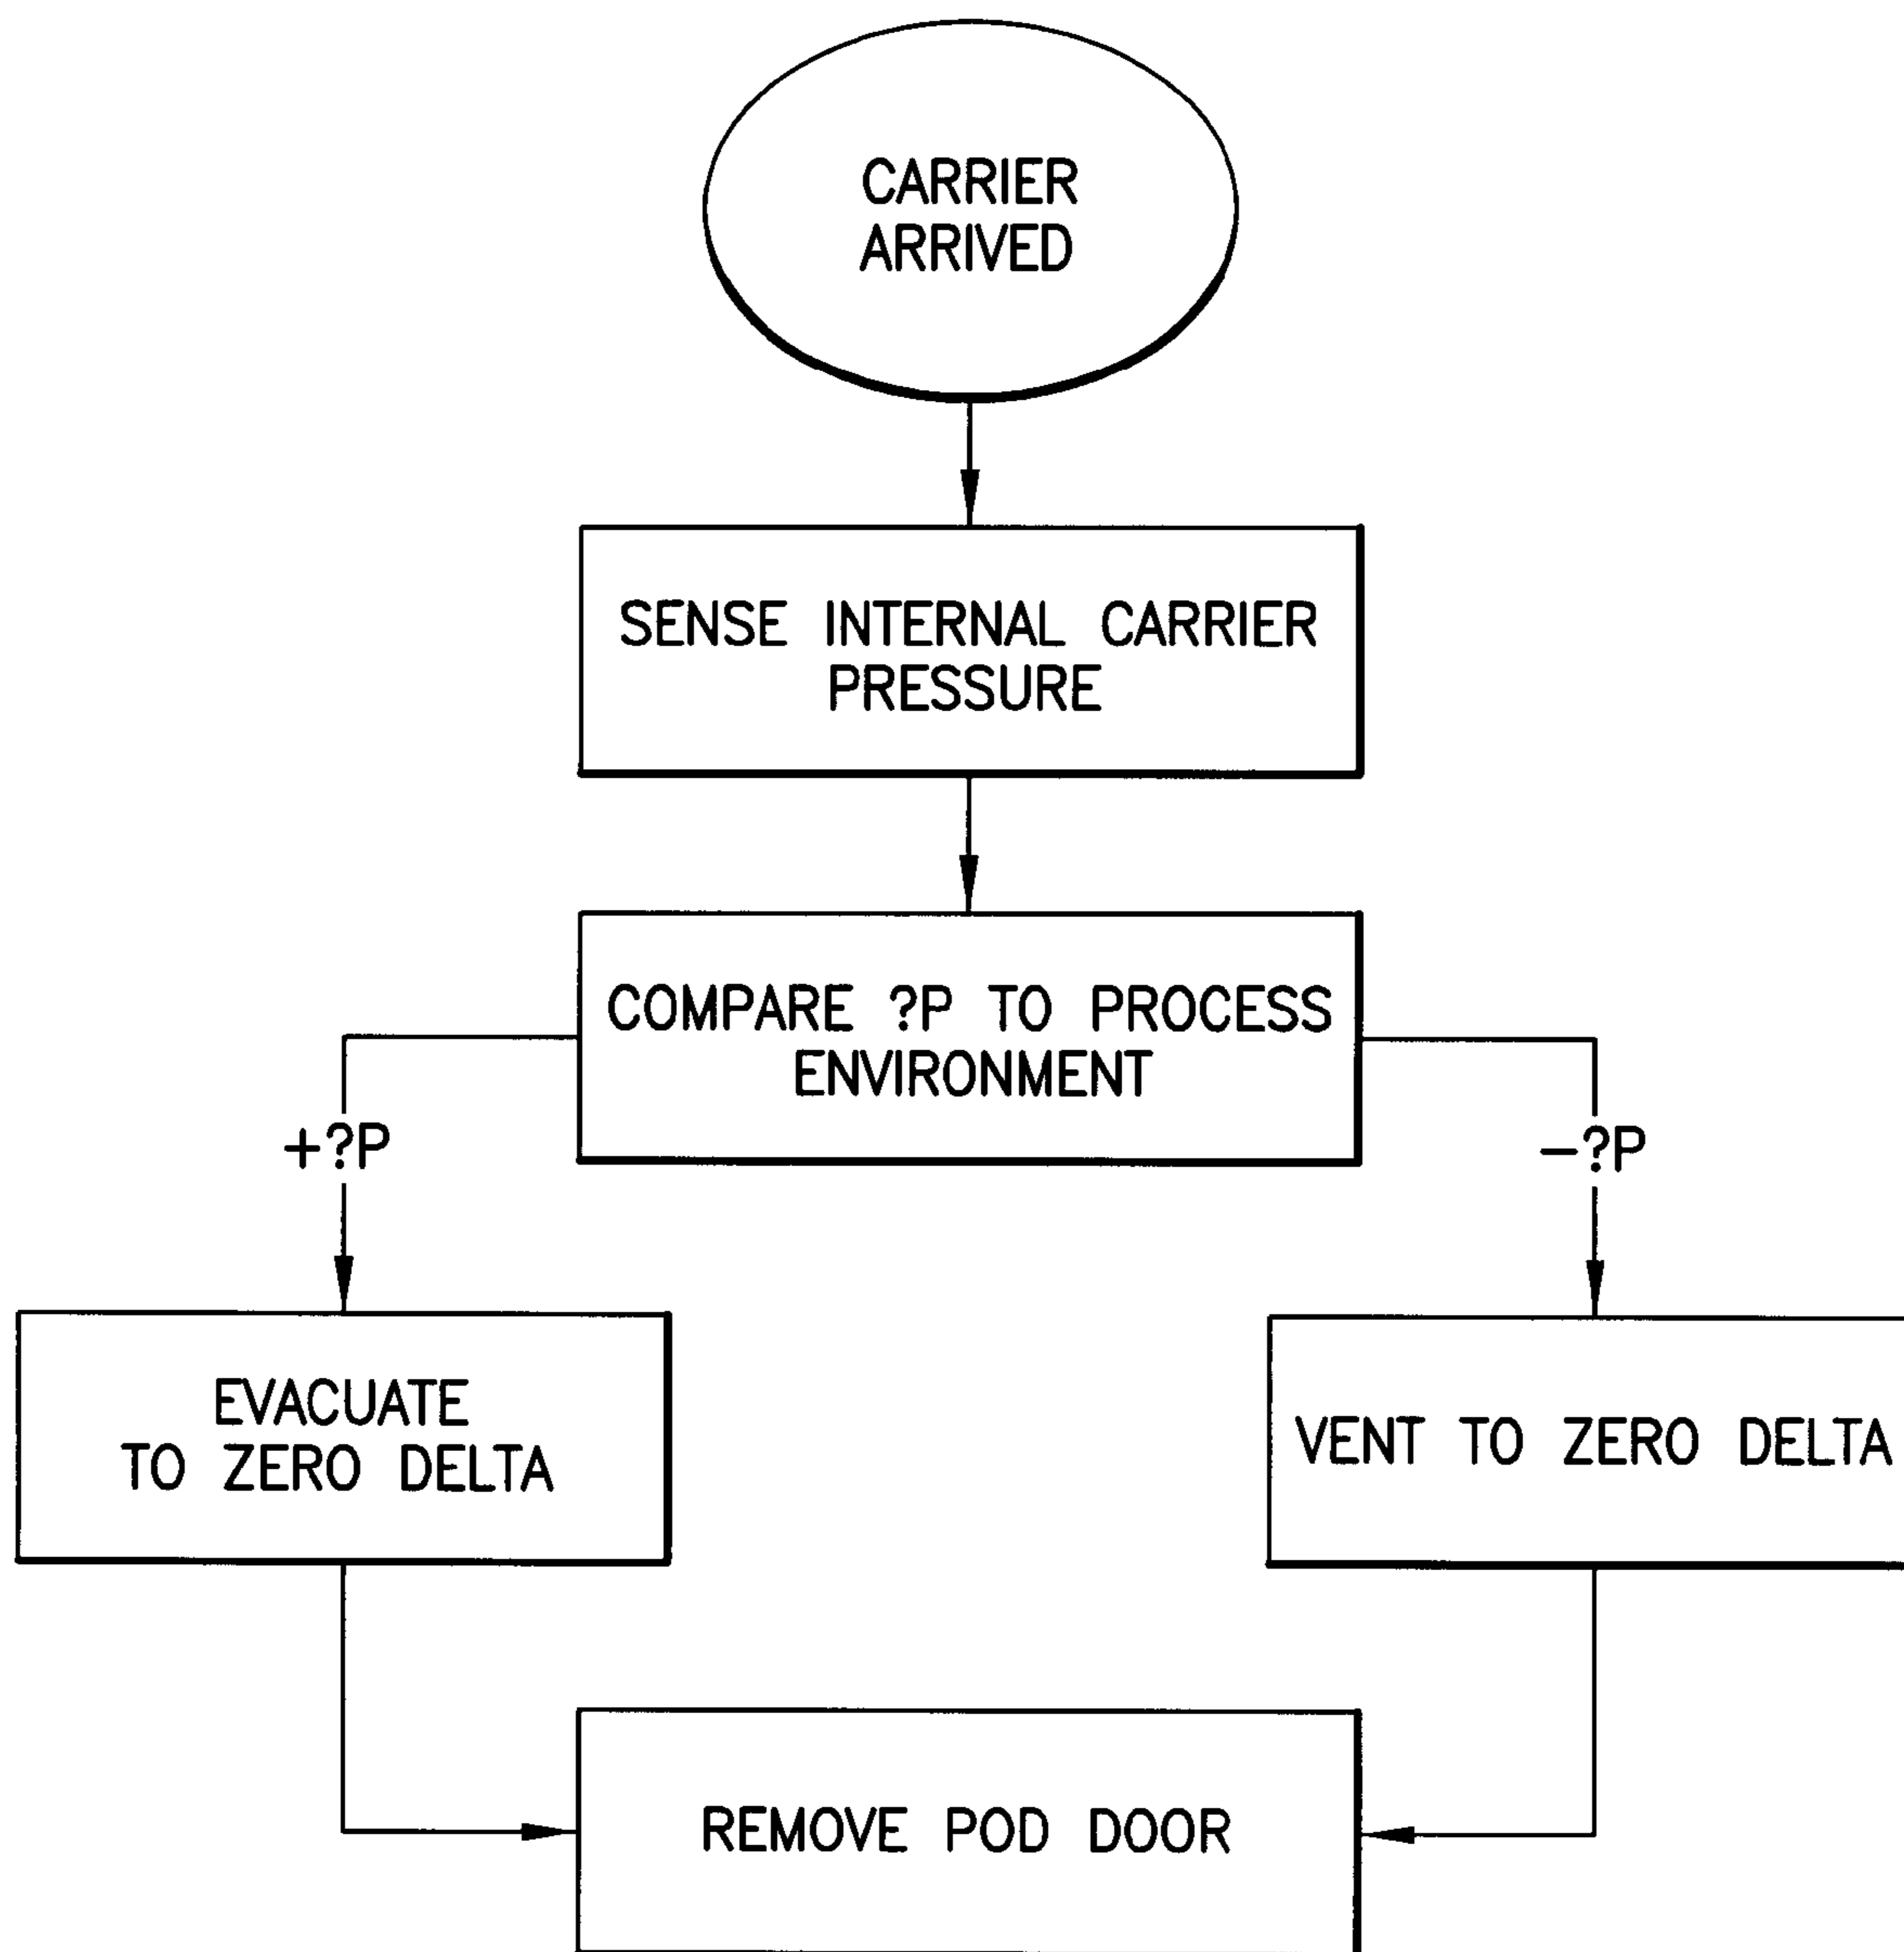 CARRIER
ARRIVED
SENSE INTERNAL CARRIER
PRESSURE
COMPARE ?P TO PROCESS
ENVIRONMENT
+?P
-?P
EVACUATE
TO ZERO DELTA
VENT TO ZERO DELTA
REMOVE POD DOOR